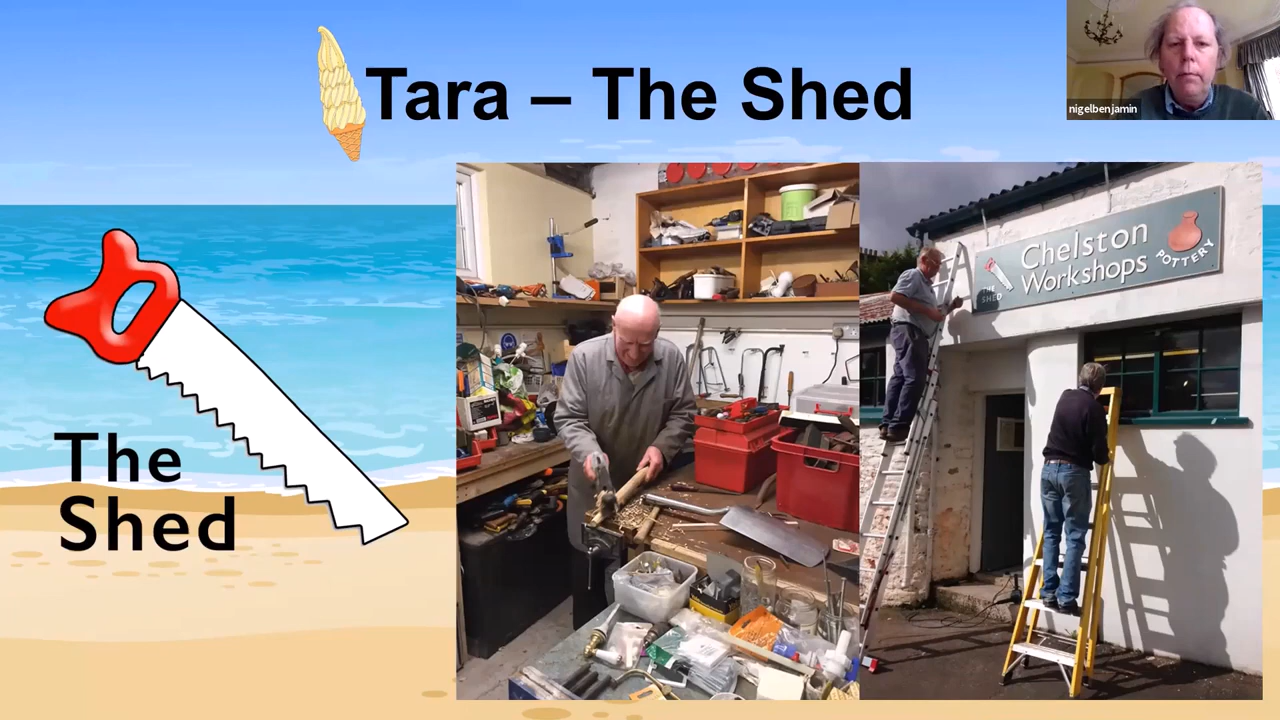 Tara – The Shed
nigelbenjamin
The
Shed
Chelston
Workshops
POTTERY
THE
SHED